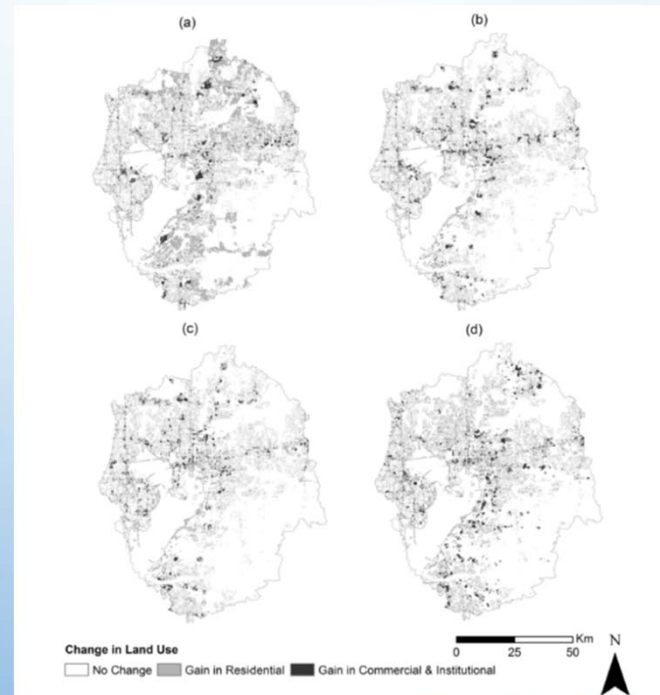 (a)
(b)
(c)
(d)
Change in Land Use
No Change
Gain in Residential
Gain in Commercial & Institutional
Km
0 25 50
N